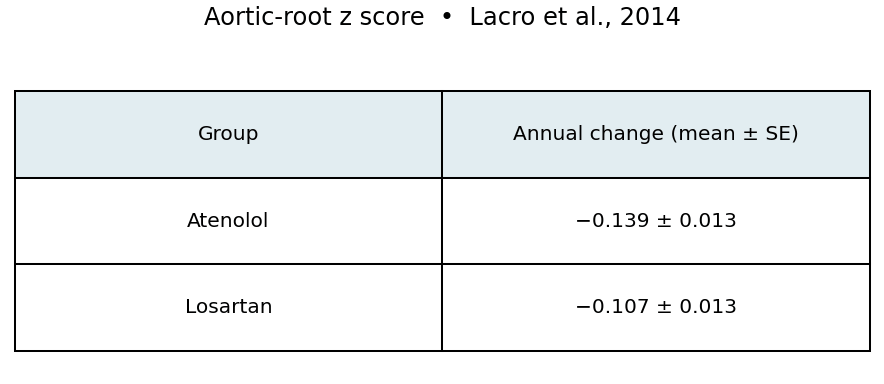 Aortic-root z score • Lacro et al., 2014
Group Annual change (mean ± SE)
Atenolol −0.139 ± 0.013
Losartan −0.107 ± 0.013